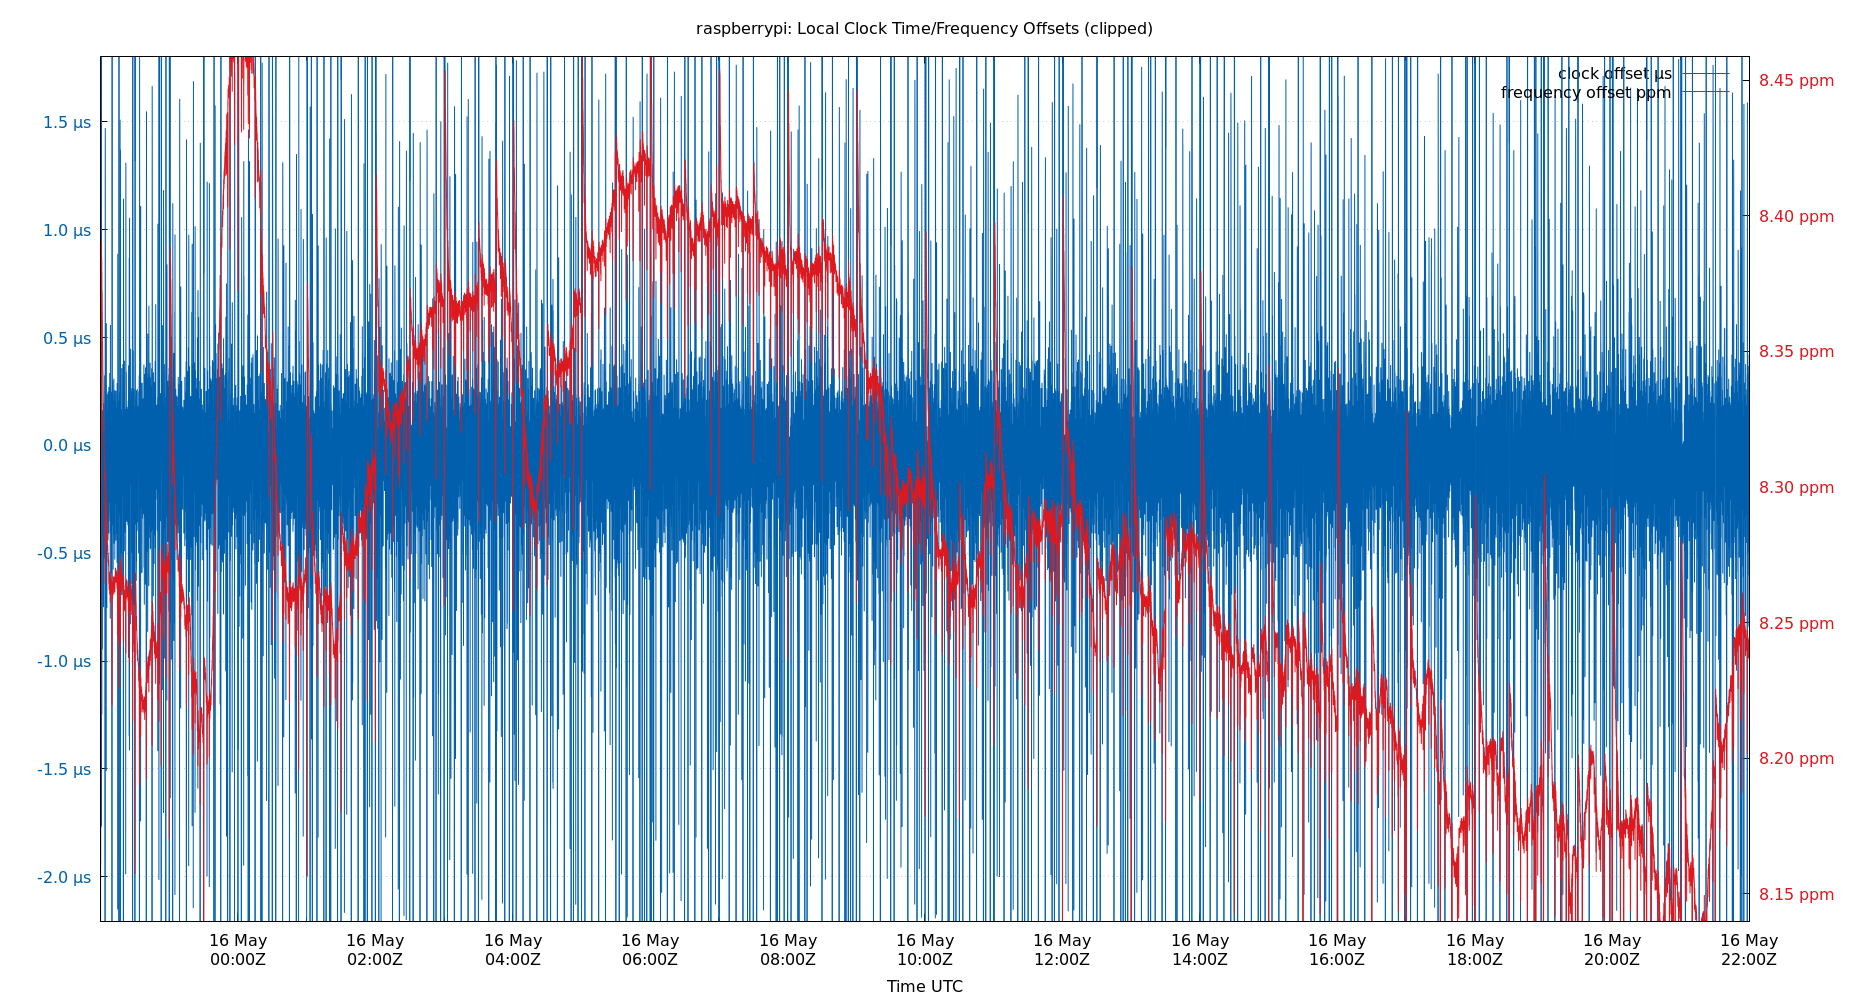 raspberrypi: Local Clock Time/Frequency Offsets (clipped)
clock offset µs
frequency offset ppm
1.5 µs
1.0 µs
0.5 µs
0.0 µs
-0.5 µs
-1.0 µs
-1.5 µs
-2.0 µs
8.45 ppm
8.40 ppm
8.35 ppm
8.30 ppm
8.25 ppm
8.20 ppm
8.15 ppm
16 May 16 May 16 May 16 May 16 May 16 May 16 May 16 May 16 May 16 May 16 May 16 May
00:00Z 02:00Z 04:00Z 06:00Z 08:00Z 10:00Z 12:00Z 14:00Z 16:00Z 18:00Z 20:00Z 22:00Z
Time UTC